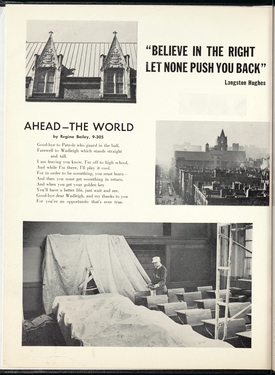 "BELIEVE IN THE RIGHT
LET NONE PUSH YOU BACK"
Langston Hughes
AHEAD—THE WORLD
by Regina Bailey, 9-305
Good-bye to Patrols who guard in the hall,
Farewell to Wadleigh which stands straight
and tall.
I am leaving you know, I'm off to high school,
And while I'm there, I'll play it cool.
For in order to be something, you must learn—
And then you must get something in return.
And when you get your golden key
You'll have a better life, just wait and see.
Good-bye dear Wadleigh, and my thanks to you
For you're an opportunity that's ever true.